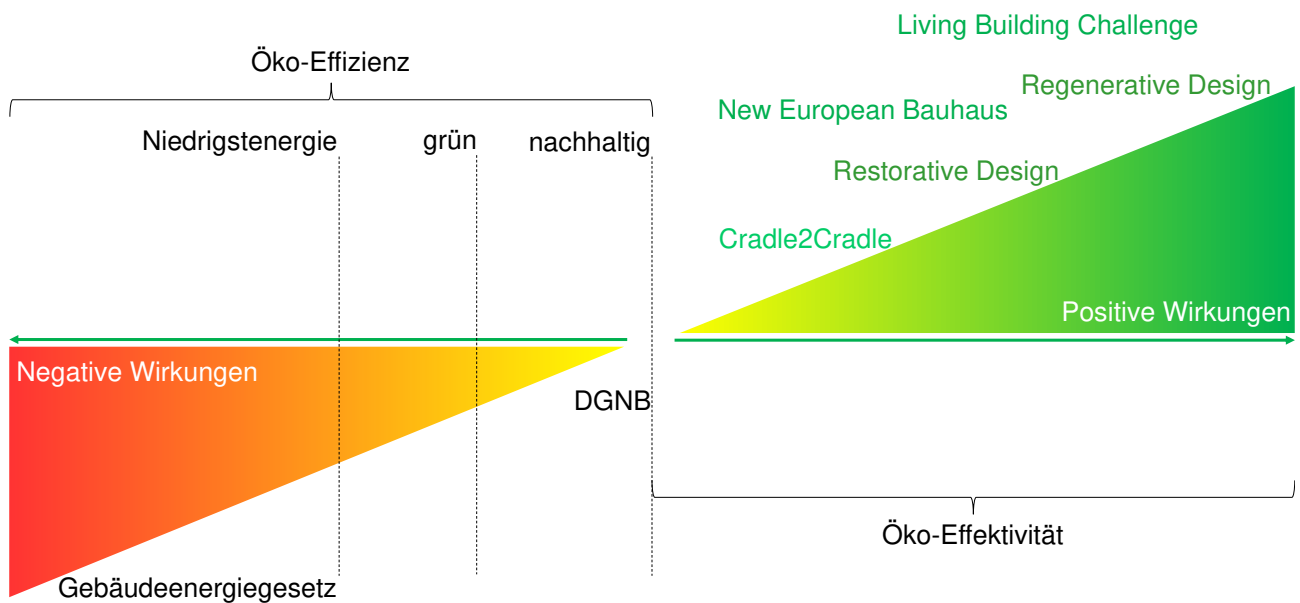 Living Building Challenge
Öko-Effizienz
Regenerative Design
New European Bauhaus
Niedrigstenergie
grün
nachhaltig
Restorative Design
Cradle2Cradle
Positive Wirkungen
Negative Wirkungen
DGNB
Öko-Effektivität
Gebäudeenergiegesetz